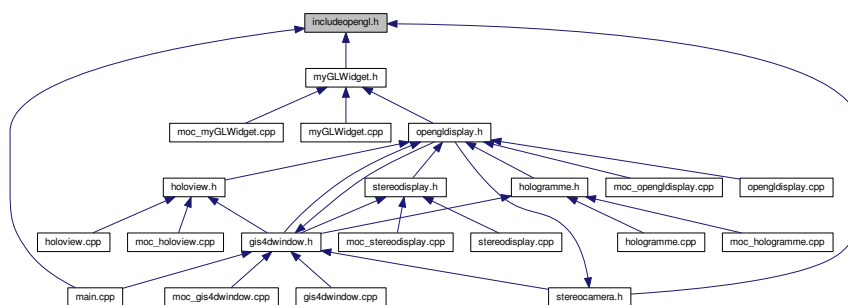 includeopengl.h
myGLWidget.h
moc_myGLWidget.cpp
myGLWidget.cpp
opengldisplay.h
holoview.h
stereodisplay.h
hologramme.h
moc_opengldisplay.cpp
opengldisplay.cpp
holoview.cpp
moc_holoview.cpp
gis4dwindow.h
moc_stereodisplay.cpp
stereodisplay.cpp
hologramme.cpp
moc_hologramme.cpp
main.cpp
moc_gis4dwindow.cpp
gis4dwindow.cpp
stereocamera.h